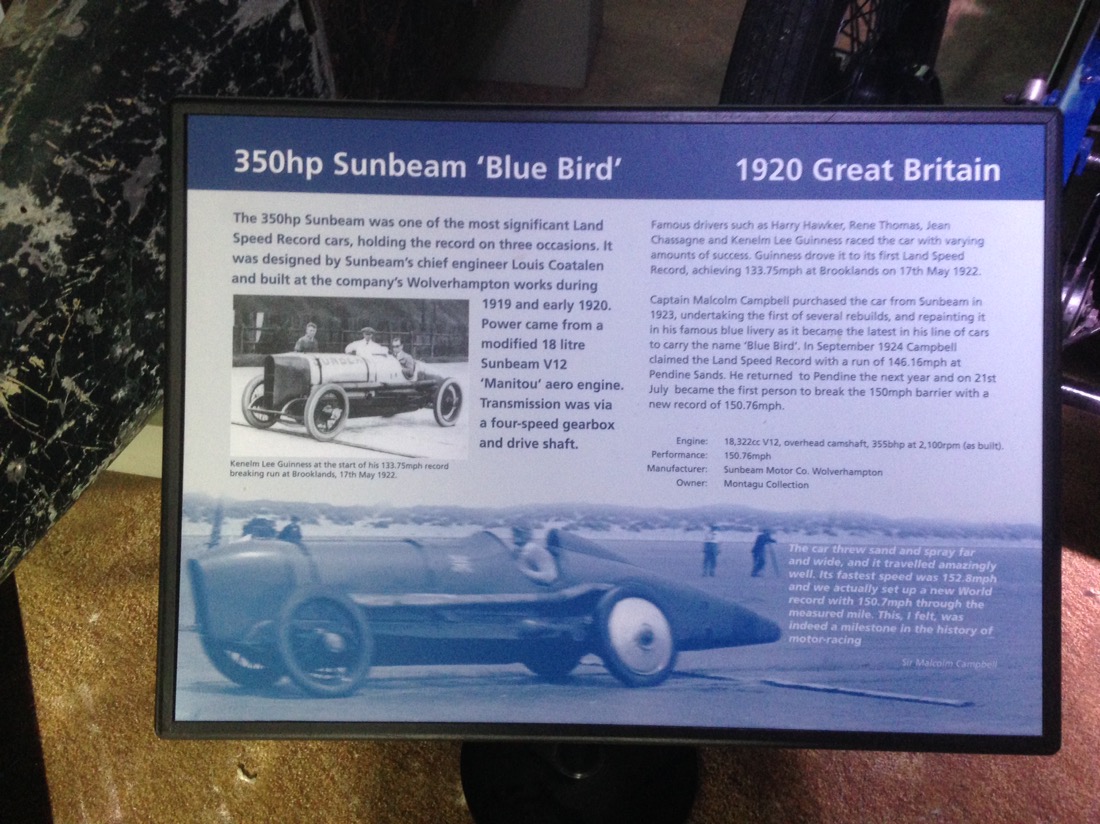 350hp Sunbeam ‘Blue Bird’
1920 Great Britain
The 350hp Sunbeam was one of the most significant Land
Speed Record cars, holding the record on three occasions. It
was designed by Sunbeam's chief engineer Louis Coatalen
and built at the company's Wolverhampton works during
1919 and early 1920.
Power came from a
modified 18 litre
Sunbeam V12
‘Manitou’ aero engine.
Transmission was via
a four-speed gearbox
and drive shaft.
Kenelm Lee Guinness at the start of his 133.75mph record
breaking run at Brooklands, 17th May 1922.
Famous drivers such as Harry Hawker, Rene Thomas, Jean
Chassagne and Kenelm Lee Guinness raced the car with varying
amounts of success. Guinness drove it to its first Land Speed
Record, achieving 133.75mph at Brooklands on 17th May 1922.
Captain Malcolm Campbell purchased the car from Sunbeam in
1923, undertaking the first of several rebuilds, and repainting it
in his famous blue livery as it became the latest in his line of cars
to carry the name ‘Blue Bird’. In September 1924 Campbell
claimed the Land Speed Record with a run of 146.16mph at
Pendine Sands. He returned to Pendine the next year and on 21st
July became the first person to break the 150mph barrier with a
new record of 150.76mph.
Engine: 18,322cc V12, overhead camshaft, 355bhp at 2,100rpm (as built).
Performance: 150.76mph
Manufacturer: Sunbeam Motor Co. Wolverhampton
Owner: Montagu Collection
The car threw sand and spray far
and wide, and it travelled amazingly
well. Its fastest speed was 152.8mph
and we actually set up a new World
record with 150.7mph through the
measured mile. This, I felt, was
indeed a milestone in the history of
motor-racing
Sir Malcolm Campbell